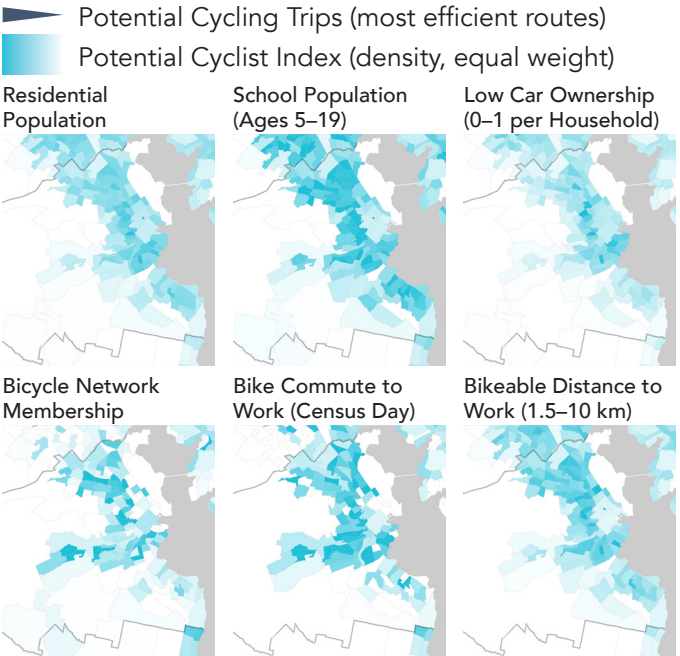 Potential Cycling Trips (most efficient routes)
Potential Cyclist Index (density, equal weight)
Residential
Population
School Population
(Ages 5–19)
Low Car Ownership
(0–1 per Household)
Bicycle Network
Membership
Bike Commute to
Work (Census Day)
Bikeable Distance to
Work (1.5–10 km)